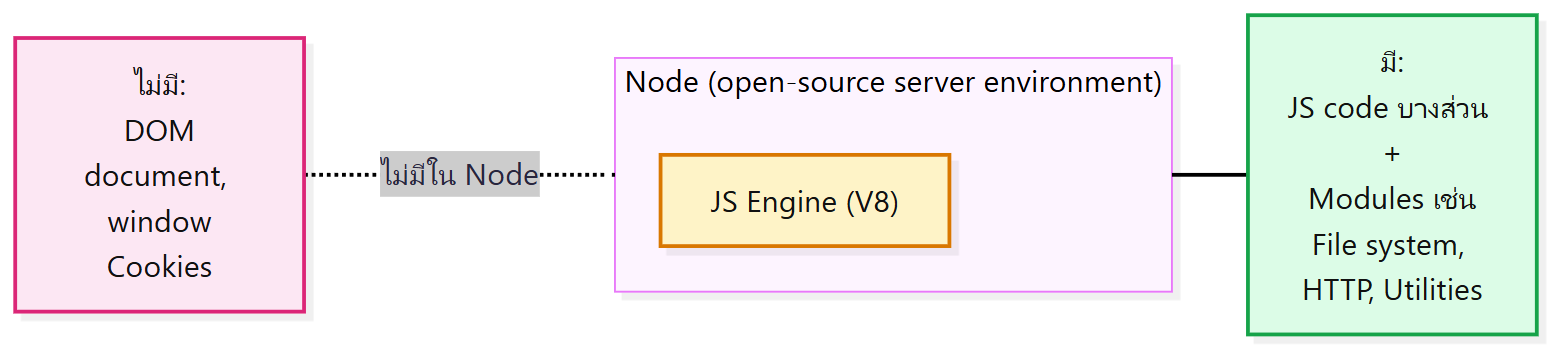 ไม่มี:
DOM
document,
window
Cookies
ไม่มีใน Node
Node (open-source server environment)
JS Engine (V8)
มี:
JS code บางส่วน
+
Modules เช่น
File system,
HTTP, Utilities